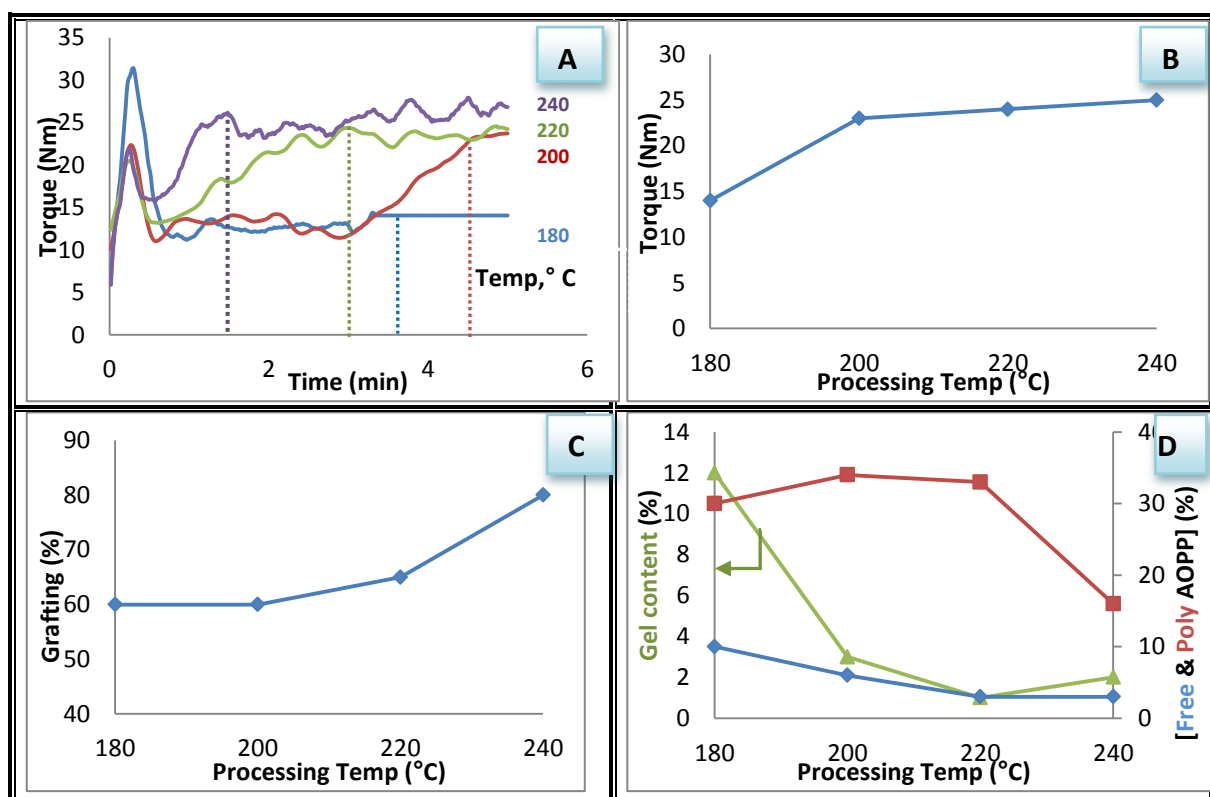 A
35
30
25
20
15
10
5
0
Torque (Nm)
240
220
200
180
Temp,° C
0 2 4 6
Time (min)
B
30
25
20
15
10
5
0
Torque (Nm)
180 200 220 240
Processing Temp (°C)
C
90
80
70
60
50
40
Grafting (%)
180 200 220 240
Processing Temp (°C)
D
14
12
10
8
6
4
2
0
Gel content (%)
30
20
10
0
[Free & Poly AOPP] (%)
180 200 220 240
Processing Temp (°C)